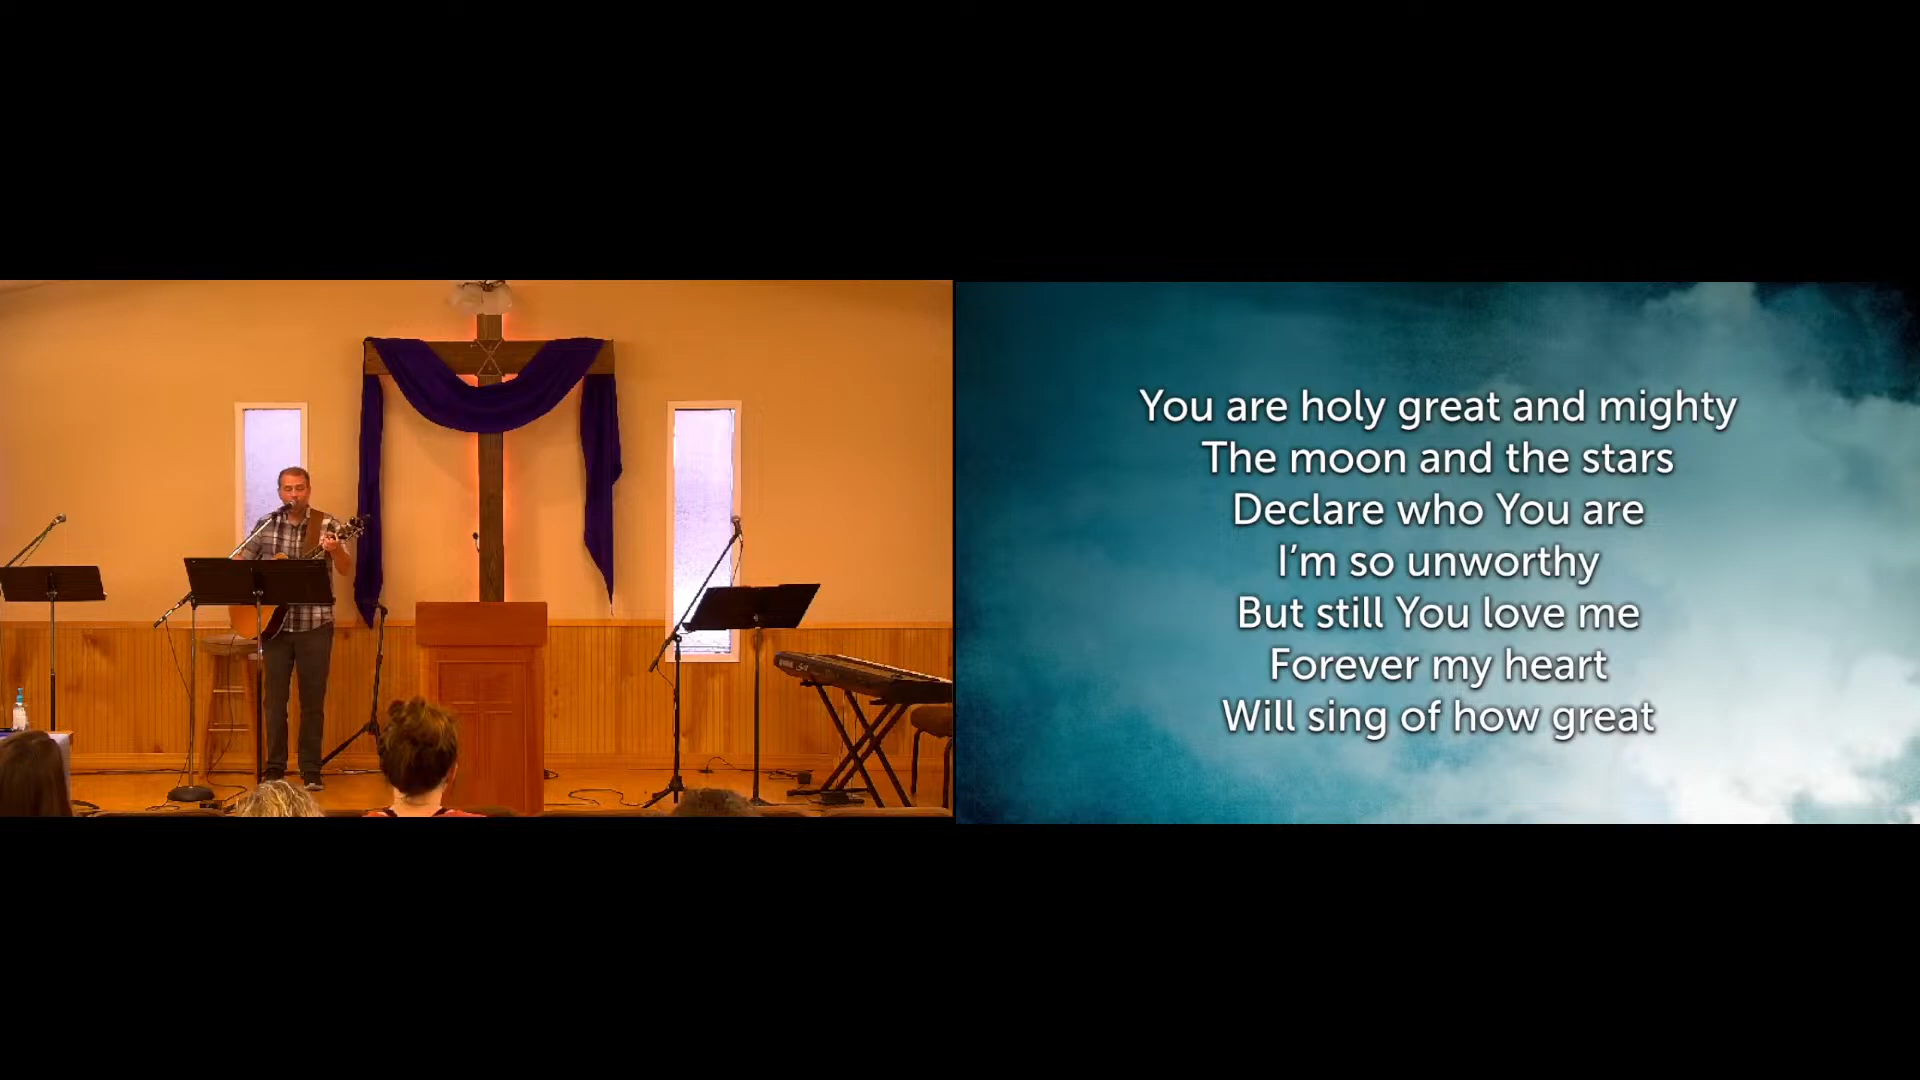 You are holy great and mighty
The moon and the stars
Declare who You are
I'm so unworthy
But still You love me
Forever my heart
Will sing of how great